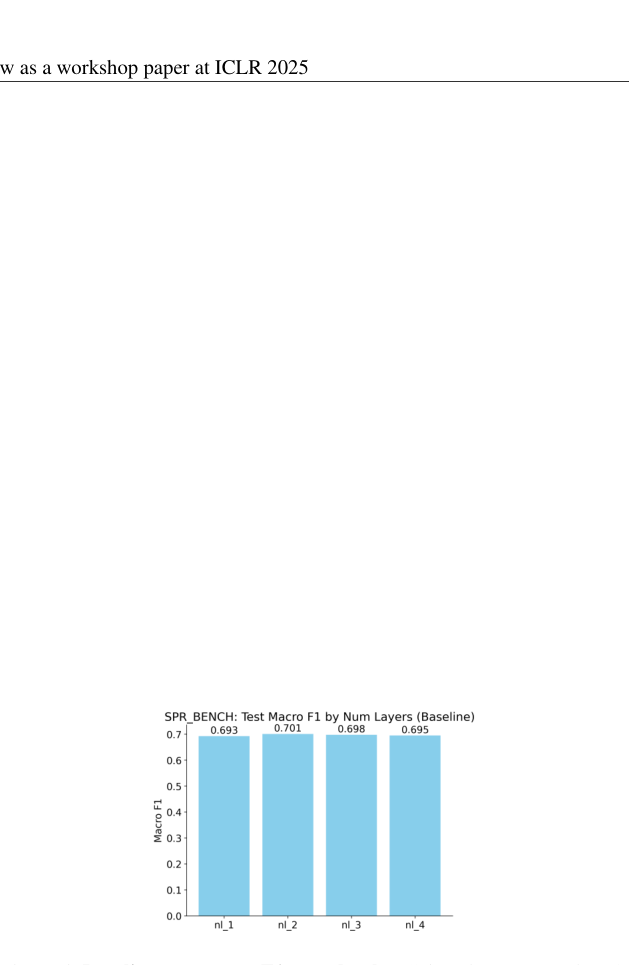 w as a workshop paper at ICLR 2025
SPR_BENCH: Test Macro F1 by Num Layers (Baseline)
0.693 0.701 0.698 0.695
0.7
0.6
0.5
0.4
0.3
0.2
0.1
0.0
Macro F1
nl_1 nl_2 nl_3 nl_4